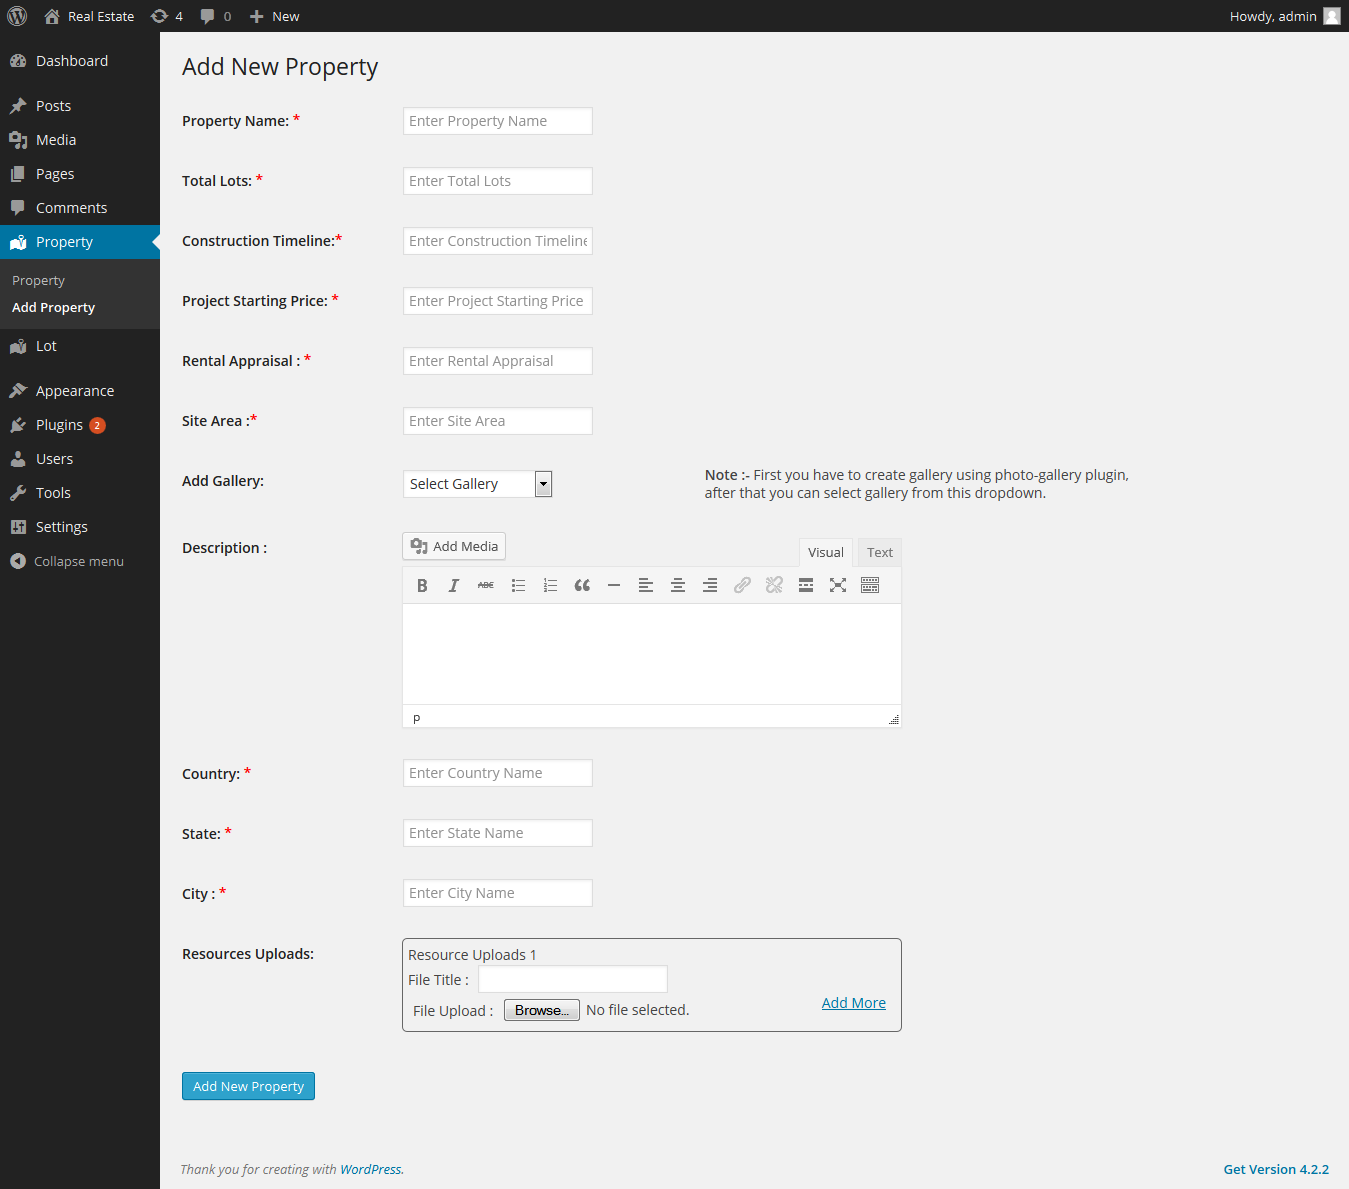 Real Estate 4 0 New Howdy, admin
Dashboard
Posts
Media
Pages
Comments
Property
Property
Add Property
Lot
Appearance
Plugins 2
Users
Tools
Settings
Collapse menu
Add New Property
Property Name: * Enter Property Name
Total Lots: * Enter Total Lots
Construction Timeline:* Enter Construction Timeline
Project Starting Price: * Enter Project Starting Price
Rental Appraisal : * Enter Rental Appraisal
Site Area :* Enter Site Area
Add Gallery: Select Gallery
Note :- First you have to create gallery using photo-gallery plugin,
after that you can select gallery from this dropdown.
Description : Add Media Visual Text
B I ABC
p
Country: * Enter Country Name
State: * Enter State Name
City : * Enter City Name
Resources Uploads:
Resource Uploads 1
File Title :
File Upload : Browse... No file selected. Add More
Add New Property
Thank you for creating with WordPress. Get Version 4.2.2